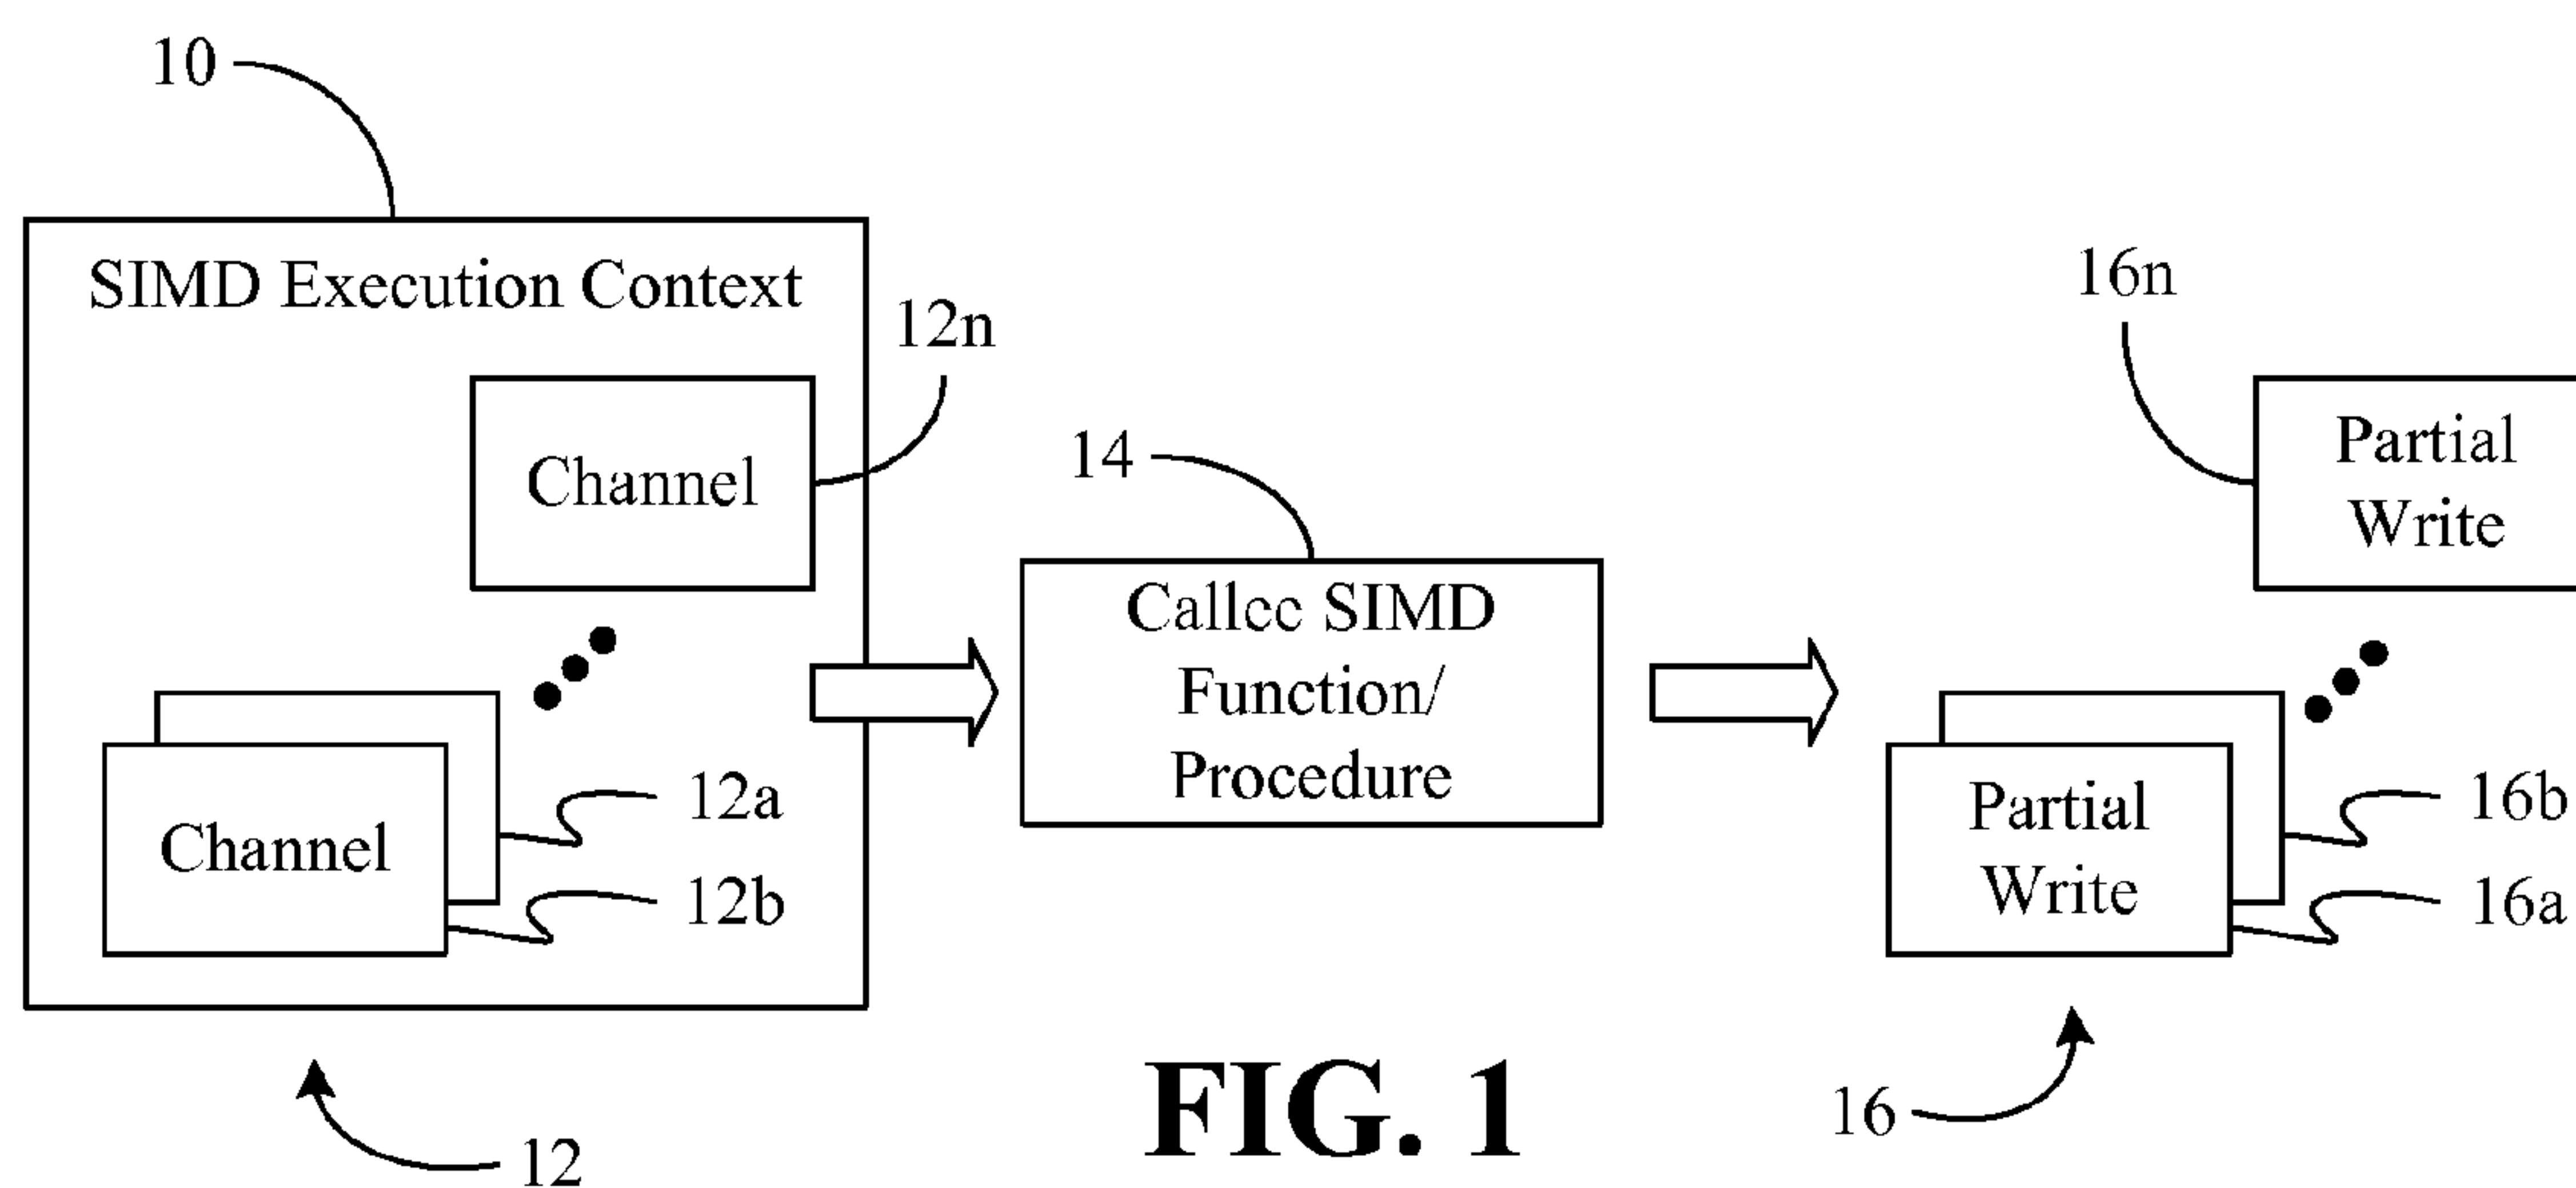 10
SIMD Execution Context
12n
16n
Channel
14
Partial
Write
Callee SIMD
Function/
Procedure
12a
Channel
12b
Partial
Write
16b
16a
FIG. 1
12
16